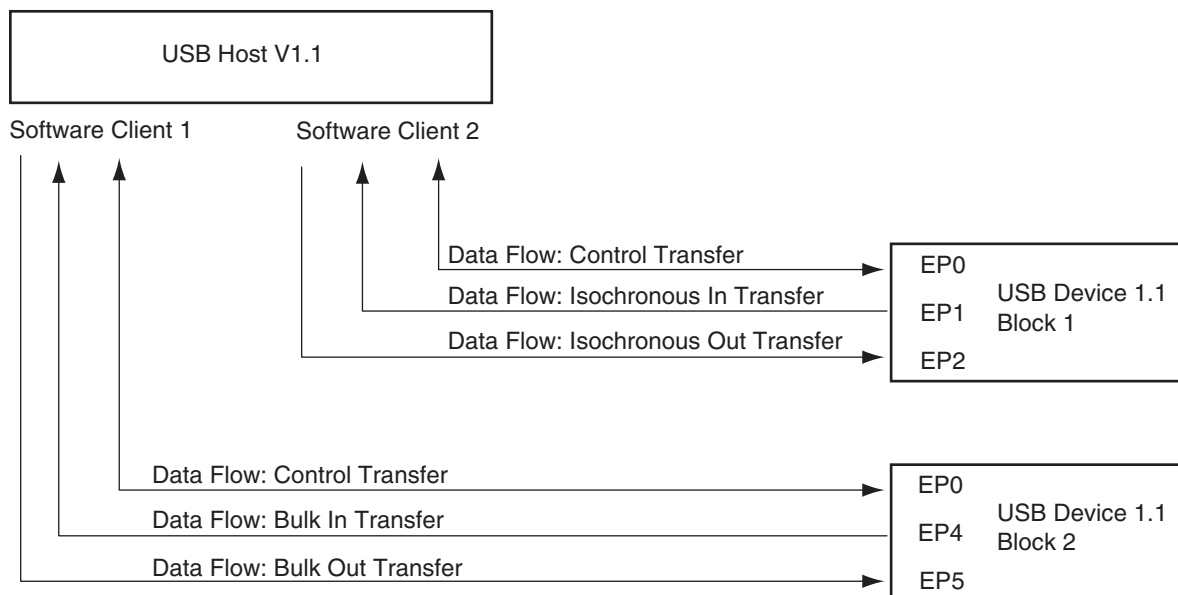 USB Host V1.1
Software Client 1
Software Client 2
Data Flow: Control Transfer
Data Flow: Isochronous In Transfer
Data Flow: Isochronous Out Transfer
EP0
EP1
EP2
USB Device 1.1
Block 1
Data Flow: Control Transfer
Data Flow: Bulk In Transfer
Data Flow: Bulk Out Transfer
EP0
EP4
EP5
USB Device 1.1
Block 2